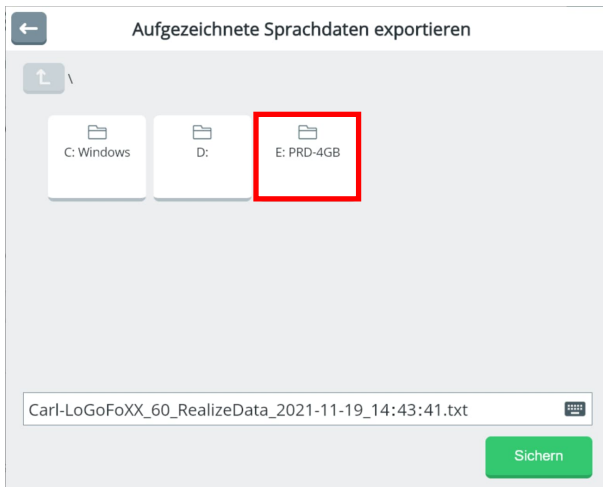 Aufgezeichnete Sprachdaten exportieren
\
C: Windows
D:
E: PRD-4GB
Carl-LoGoFoXX_60_RealizeData_2021-11-19_14:43:41.txt
Sichern